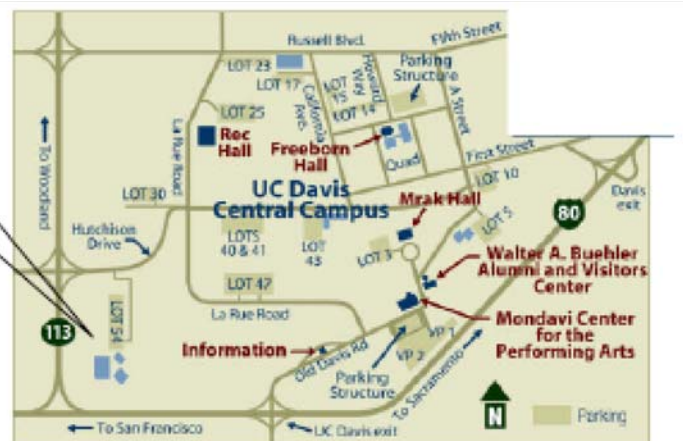 Russell Blvd.
Fifth Street
LOT 23
LOT 17
LOT
15
Howard
Way
Parking
Structure
LOT 14
California
Ave.
A Street
LOT 25
Rec
Hall
La Rue Road
To Woodland
Freeborn
Hall
Quad
First Street
LOT 10
Davis
exit
LOT 30
UC Davis
Central Campus
Mrak Hall
LOT 5
80
Hutchison
Drive
LOTS
40 & 41
LOT
43
LOT 3
Walter A. Buehler
Alumni and Visitors
Center
LOT 47
La Rue Road
LOT 54
113
Mondavi Center
for the
Performing Arts
Information
Old Davis Rd
VP 1
VP 2
Parking
Structure
To Sacramento
N
Parking
To San Francisco
UC Davis exit